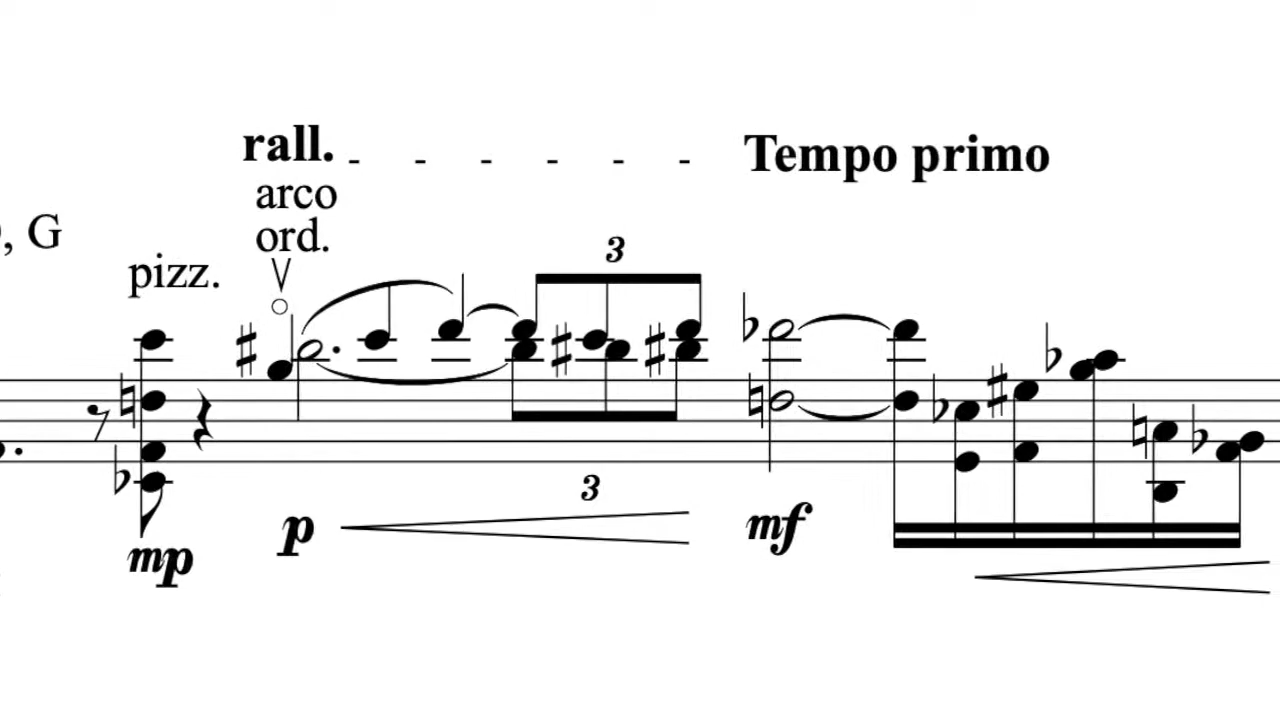 rall.
Tempo primo
arco
, G
ord.
3
pizz.
3
p
mf
mp